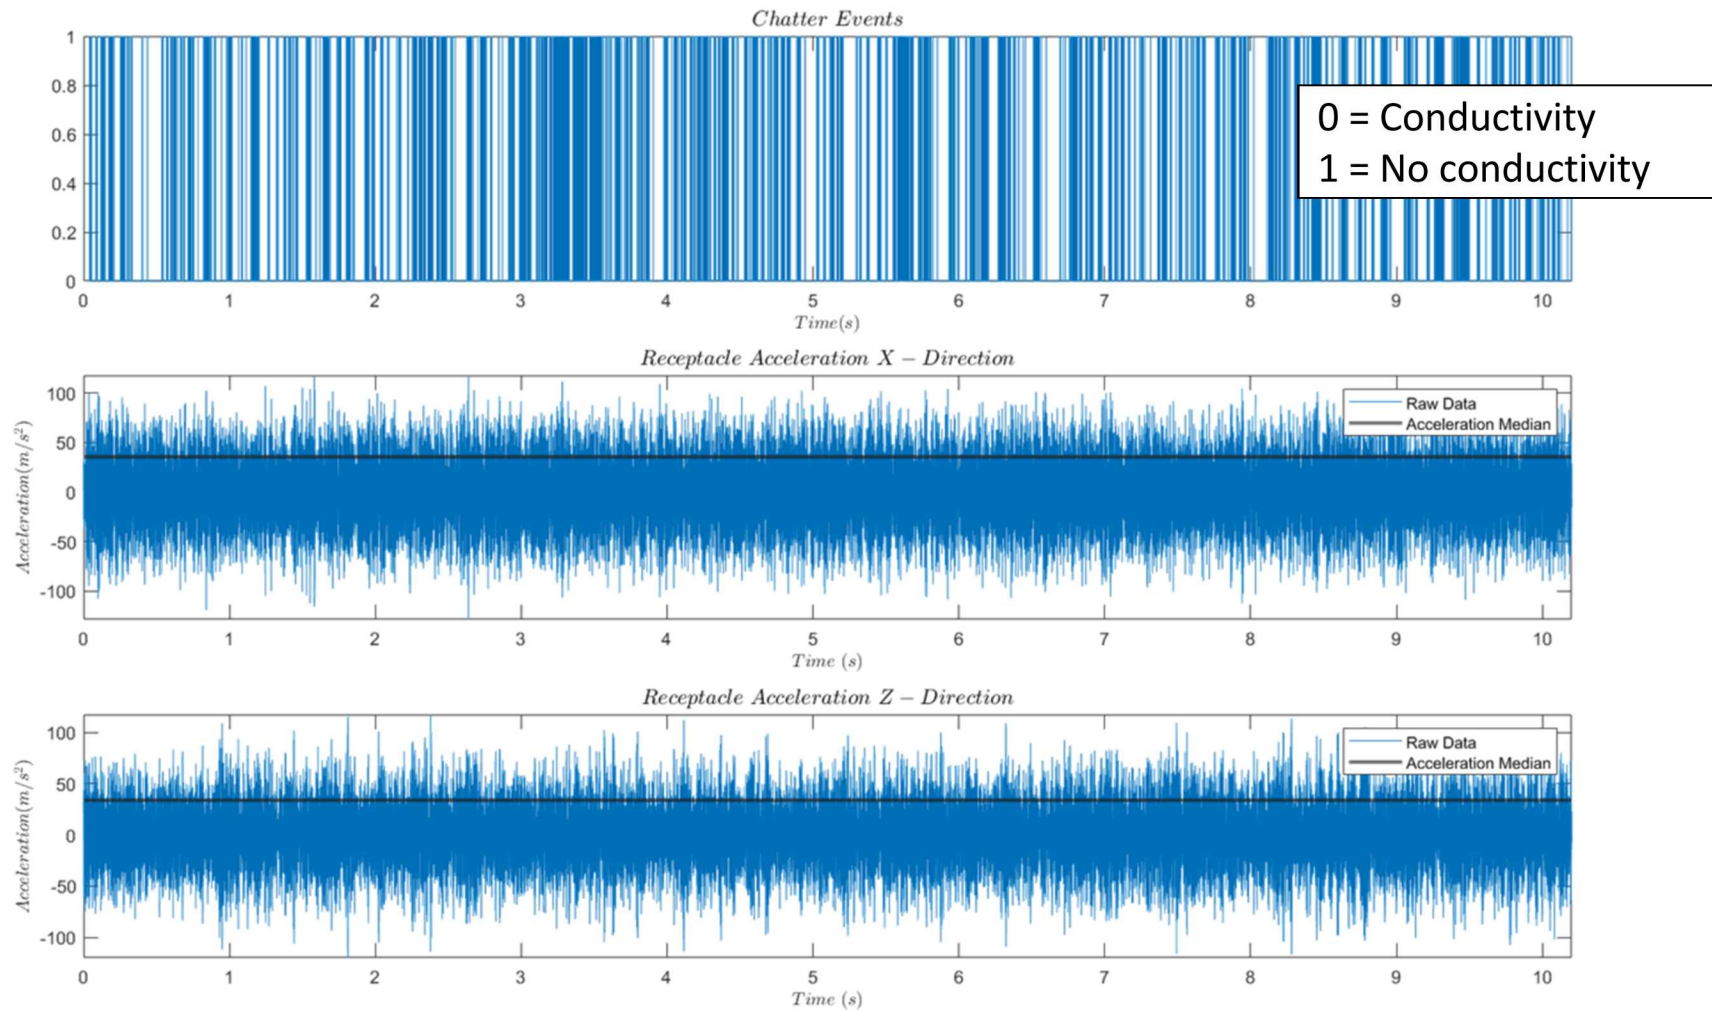 Chatter Events
1
0.8
0.6
0.4
0.2
0
0 1 2 3 4 5 6 7 8 9 10
Time(s)
0 = Conductivity
1 = No conductivity
Receptacle Acceleration X − Direction
Acceleration(m/s²)
100
50
0
-50
-100
Raw Data
Acceleration Median
0 1 2 3 4 5 6 7 8 9 10
Time (s)
Receptacle Acceleration Z − Direction
Acceleration(m/s²)
100
50
0
-50
-100
Raw Data
Acceleration Median
0 1 2 3 4 5 6 7 8 9 10
Time (s)